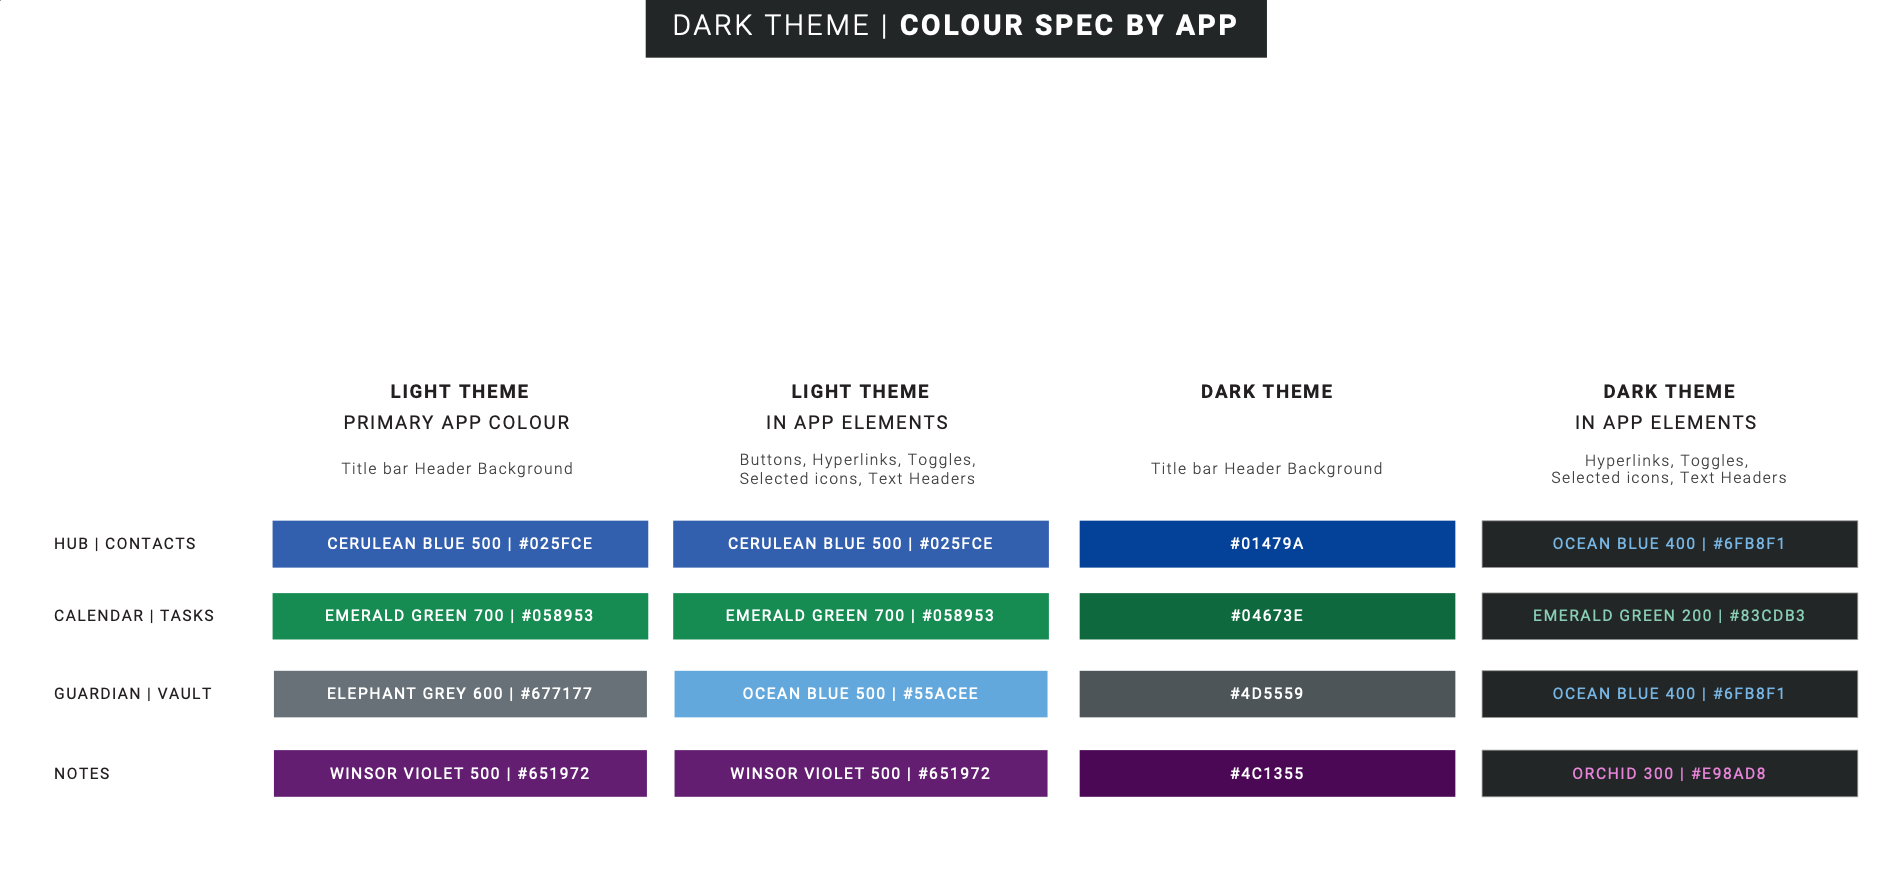 DARK THEME | COLOUR SPEC BY APP
LIGHT THEME
PRIMARY APP COLOUR
Title bar Header Background
LIGHT THEME
IN APP ELEMENTS
Buttons, Hyperlinks, Toggles,
Selected icons, Text Headers
DARK THEME
Title bar Header Background
DARK THEME
IN APP ELEMENTS
Hyperlinks, Toggles,
Selected icons, Text Headers
HUB | CONTACTS
CERULEAN BLUE 500 | #025FCE
CERULEAN BLUE 500 | #025FCE
#01479A
OCEAN BLUE 400 | #6FB8F1
CALENDAR | TASKS
EMERALD GREEN 700 | #058953
EMERALD GREEN 700 | #058953
#04673E
EMERALD GREEN 200 | #83CDB3
GUARDIAN | VAULT
ELEPHANT GREY 600 | #677177
OCEAN BLUE 500 | #55ACEE
#4D5559
OCEAN BLUE 400 | #6FB8F1
NOTES
WINSOR VIOLET 500 | #651972
WINSOR VIOLET 500 | #651972
#4C1355
ORCHID 300 | #E98AD8